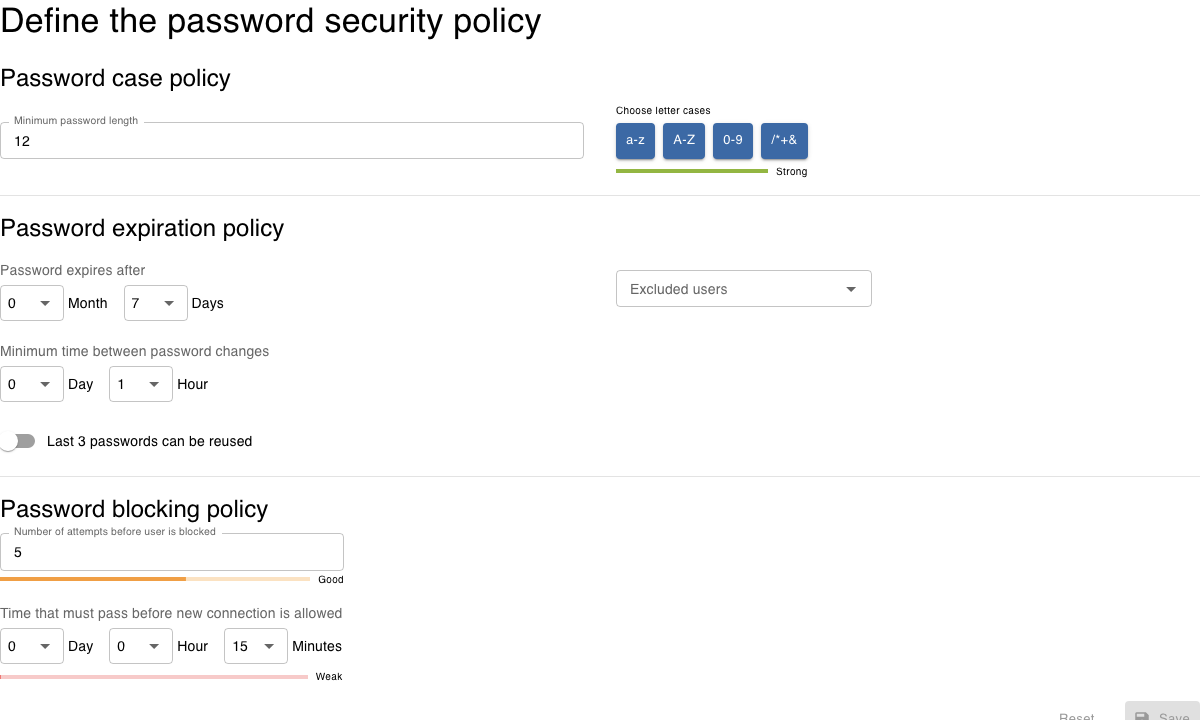 Define the password security policy
Password case policy
Minimum password length
12
Choose letter cases
a-z A-Z 0-9 /*+&
Strong
Password expiration policy
Password expires after
0 Month 7 Days
Excluded users
Minimum time between password changes
0 Day 1 Hour
Last 3 passwords can be reused
Password blocking policy
Number of attempts before user is blocked
5
Good
Time that must pass before new connection is allowed
0 Day 0 Hour 15 Minutes
Weak
Reset Save